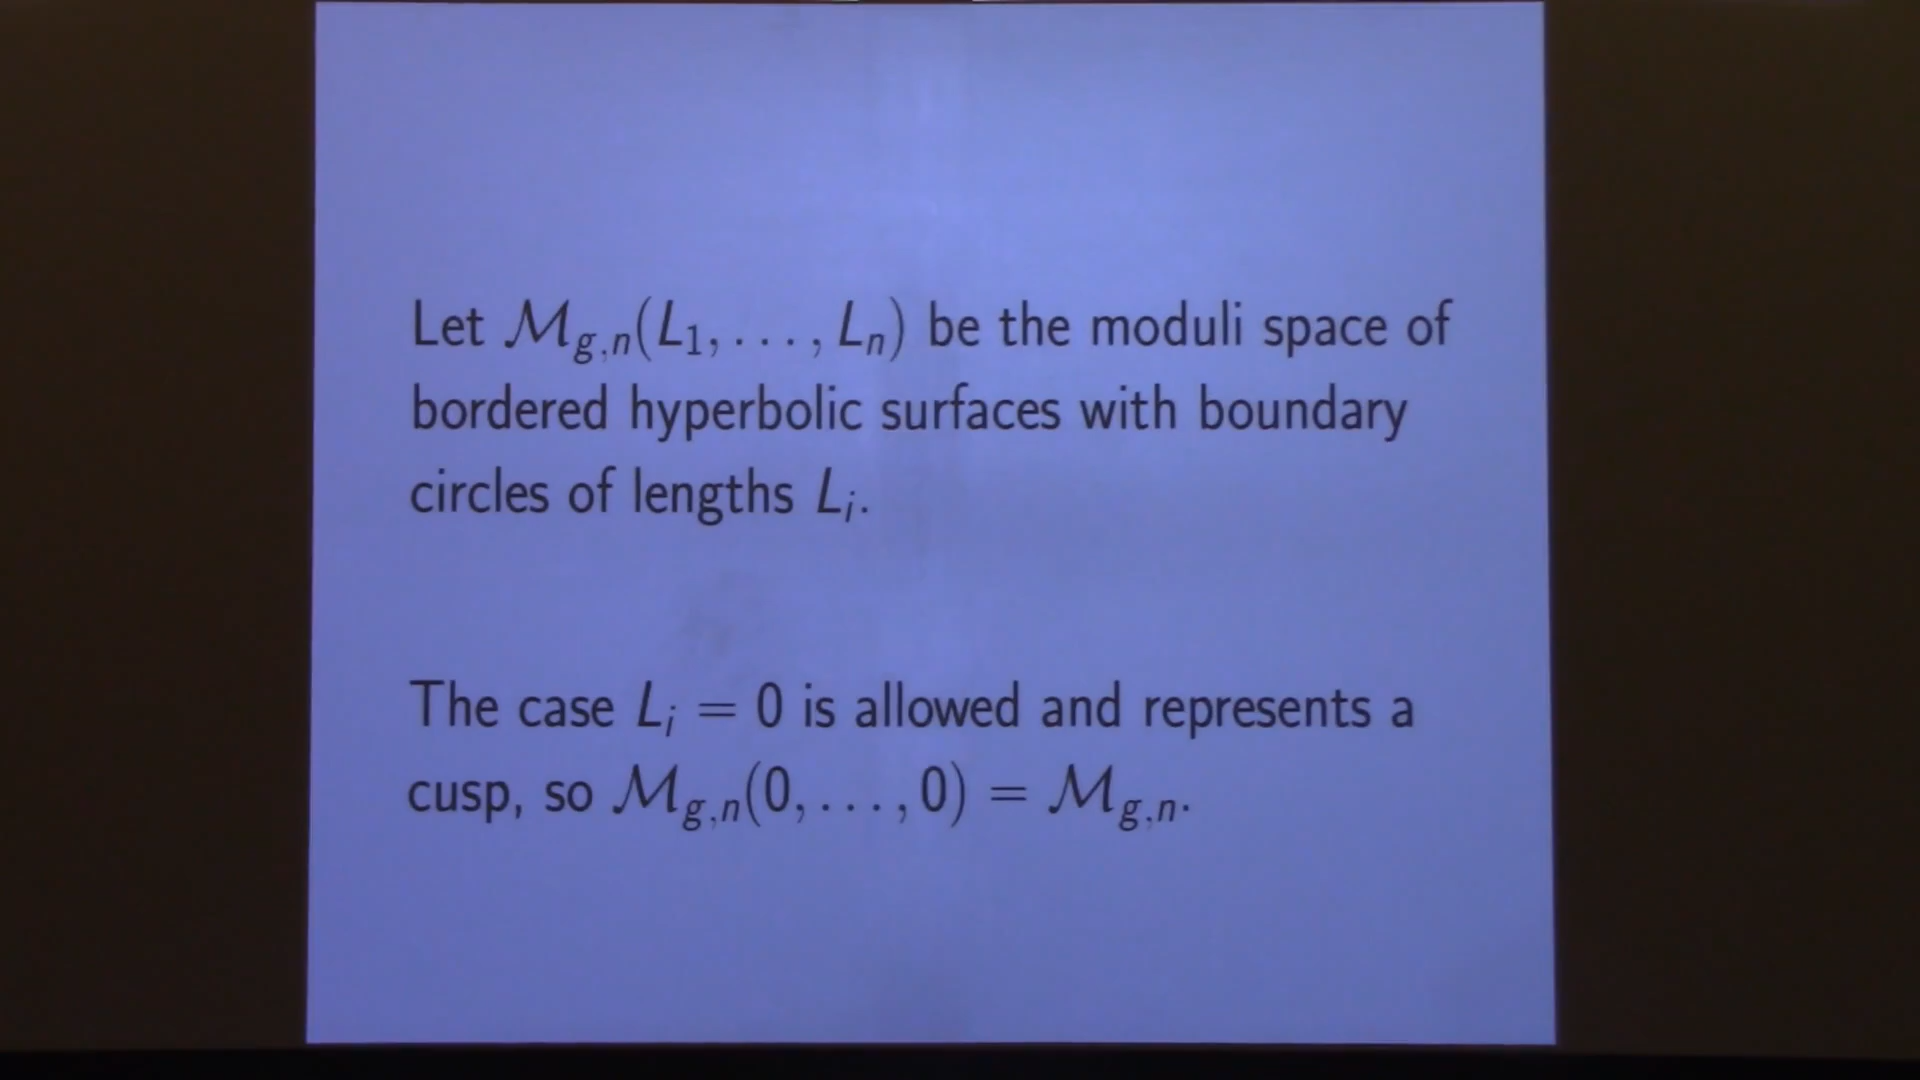 Let $\mathcal{M}_{g,n}(L_1, \ldots, L_n)$ be the moduli space of
bordered hyperbolic surfaces with boundary
circles of lengths $L_i$.
The case $L_i = 0$ is allowed and represents a
cusp, so $\mathcal{M}_{g,n}(0, \ldots, 0) = \mathcal{M}_{g,n}$.